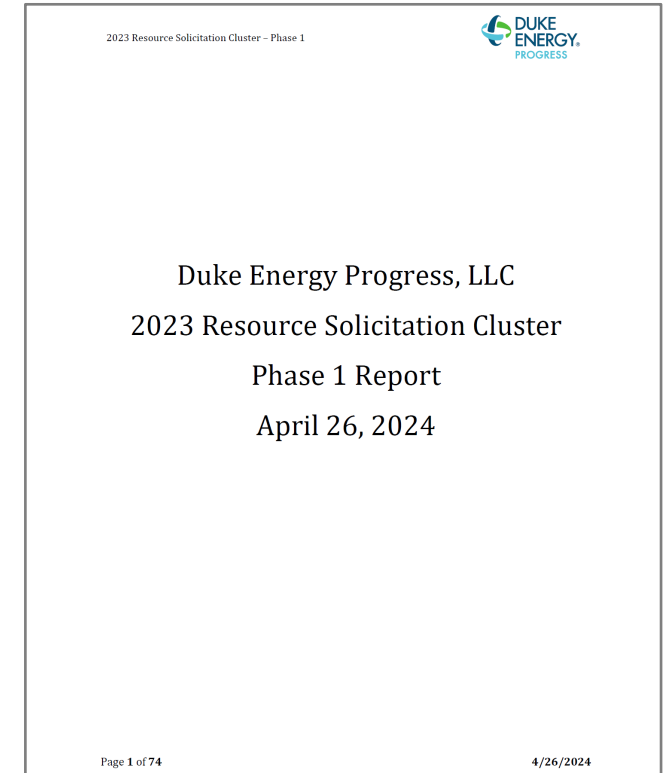 2023 Resource Solicitation Cluster – Phase 1
DUKE
ENERGY®
PROGRESS
Duke Energy Progress, LLC
2023 Resource Solicitation Cluster
Phase 1 Report
April 26, 2024
Page 1 of 74
4/26/2024